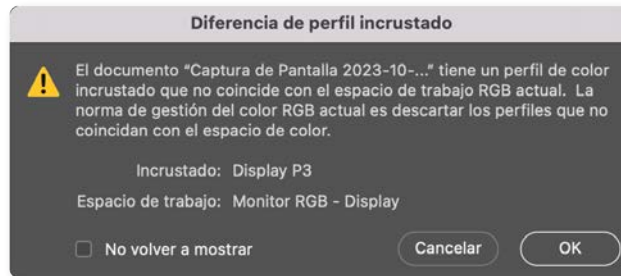 Diferencia de perfil incrustado
El documento “Captura de Pantalla 2023-10-...” tiene un perfil de color
incrustado que no coincide con el espacio de trabajo RGB actual.  La
norma de gestión del color RGB actual es descartar los perfiles que no
coincidan con el espacio de color.
Incrustado: Display P3
Espacio de trabajo: Monitor RGB - Display
No volver a mostrar
Cancelar
OK